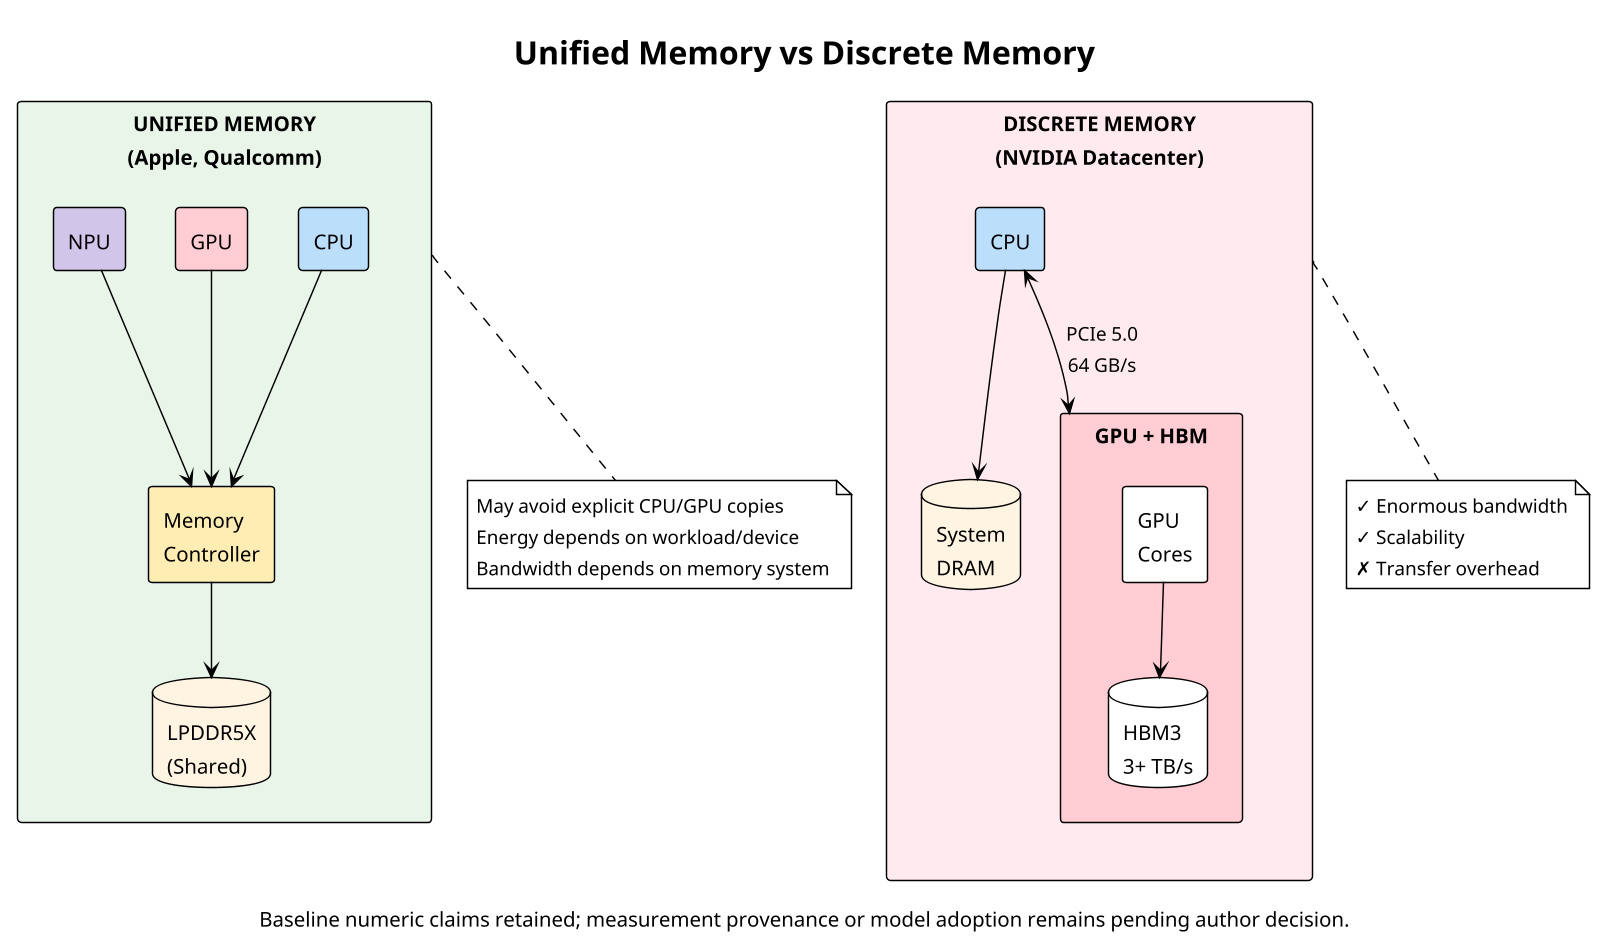 Unified Memory vs Discrete Memory
UNIFIED MEMORY
(Apple, Qualcomm)
NPU
GPU
CPU
Memory
Controller
LPDDR5X
(Shared)
May avoid explicit CPU/GPU copies
Energy depends on workload/device
Bandwidth depends on memory system
DISCRETE MEMORY
(NVIDIA Datacenter)
CPU
PCIe 5.0
64 GB/s
System
DRAM
GPU + HBM
GPU
Cores
HBM3
3+ TB/s
✓ Enormous bandwidth
✓ Scalability
✗ Transfer overhead
Baseline numeric claims retained; measurement provenance or model adoption remains pending author decision.